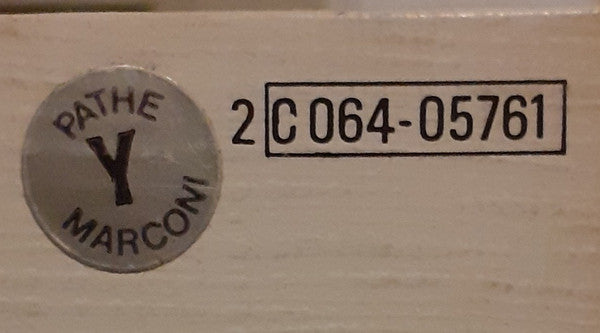 PATHE
Y
MARCONI
2 C 064-05761